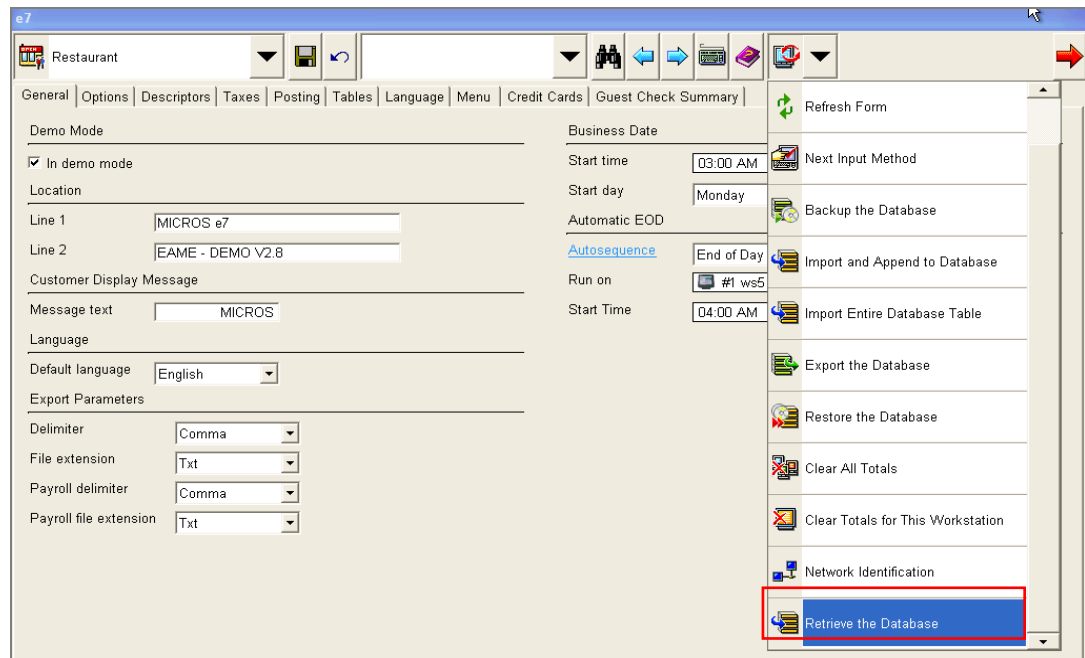 e7
Restaurant
General Options Descriptors Taxes Posting Tables Language Menu Credit Cards Guest Check Summary
Demo Mode
In demo mode
Location
Line 1 MICROS e7
Line 2 EAME - DEMO V2.8
Customer Display Message
Message text MICROS
Language
Default language English
Export Parameters
Delimiter Comma
File extension Txt
Payroll delimiter Comma
Payroll file extension Txt
Business Date
Start time 03:00 AM
Start day Monday
Automatic EOD
Autosequence End of Day
Run on #1 ws5
Start Time 04:00 AM
Refresh Form
Next Input Method
Backup the Database
Import and Append to Database
Import Entire Database Table
Export the Database
Restore the Database
Clear All Totals
Clear Totals for This Workstation
Network Identification
Retrieve the Database